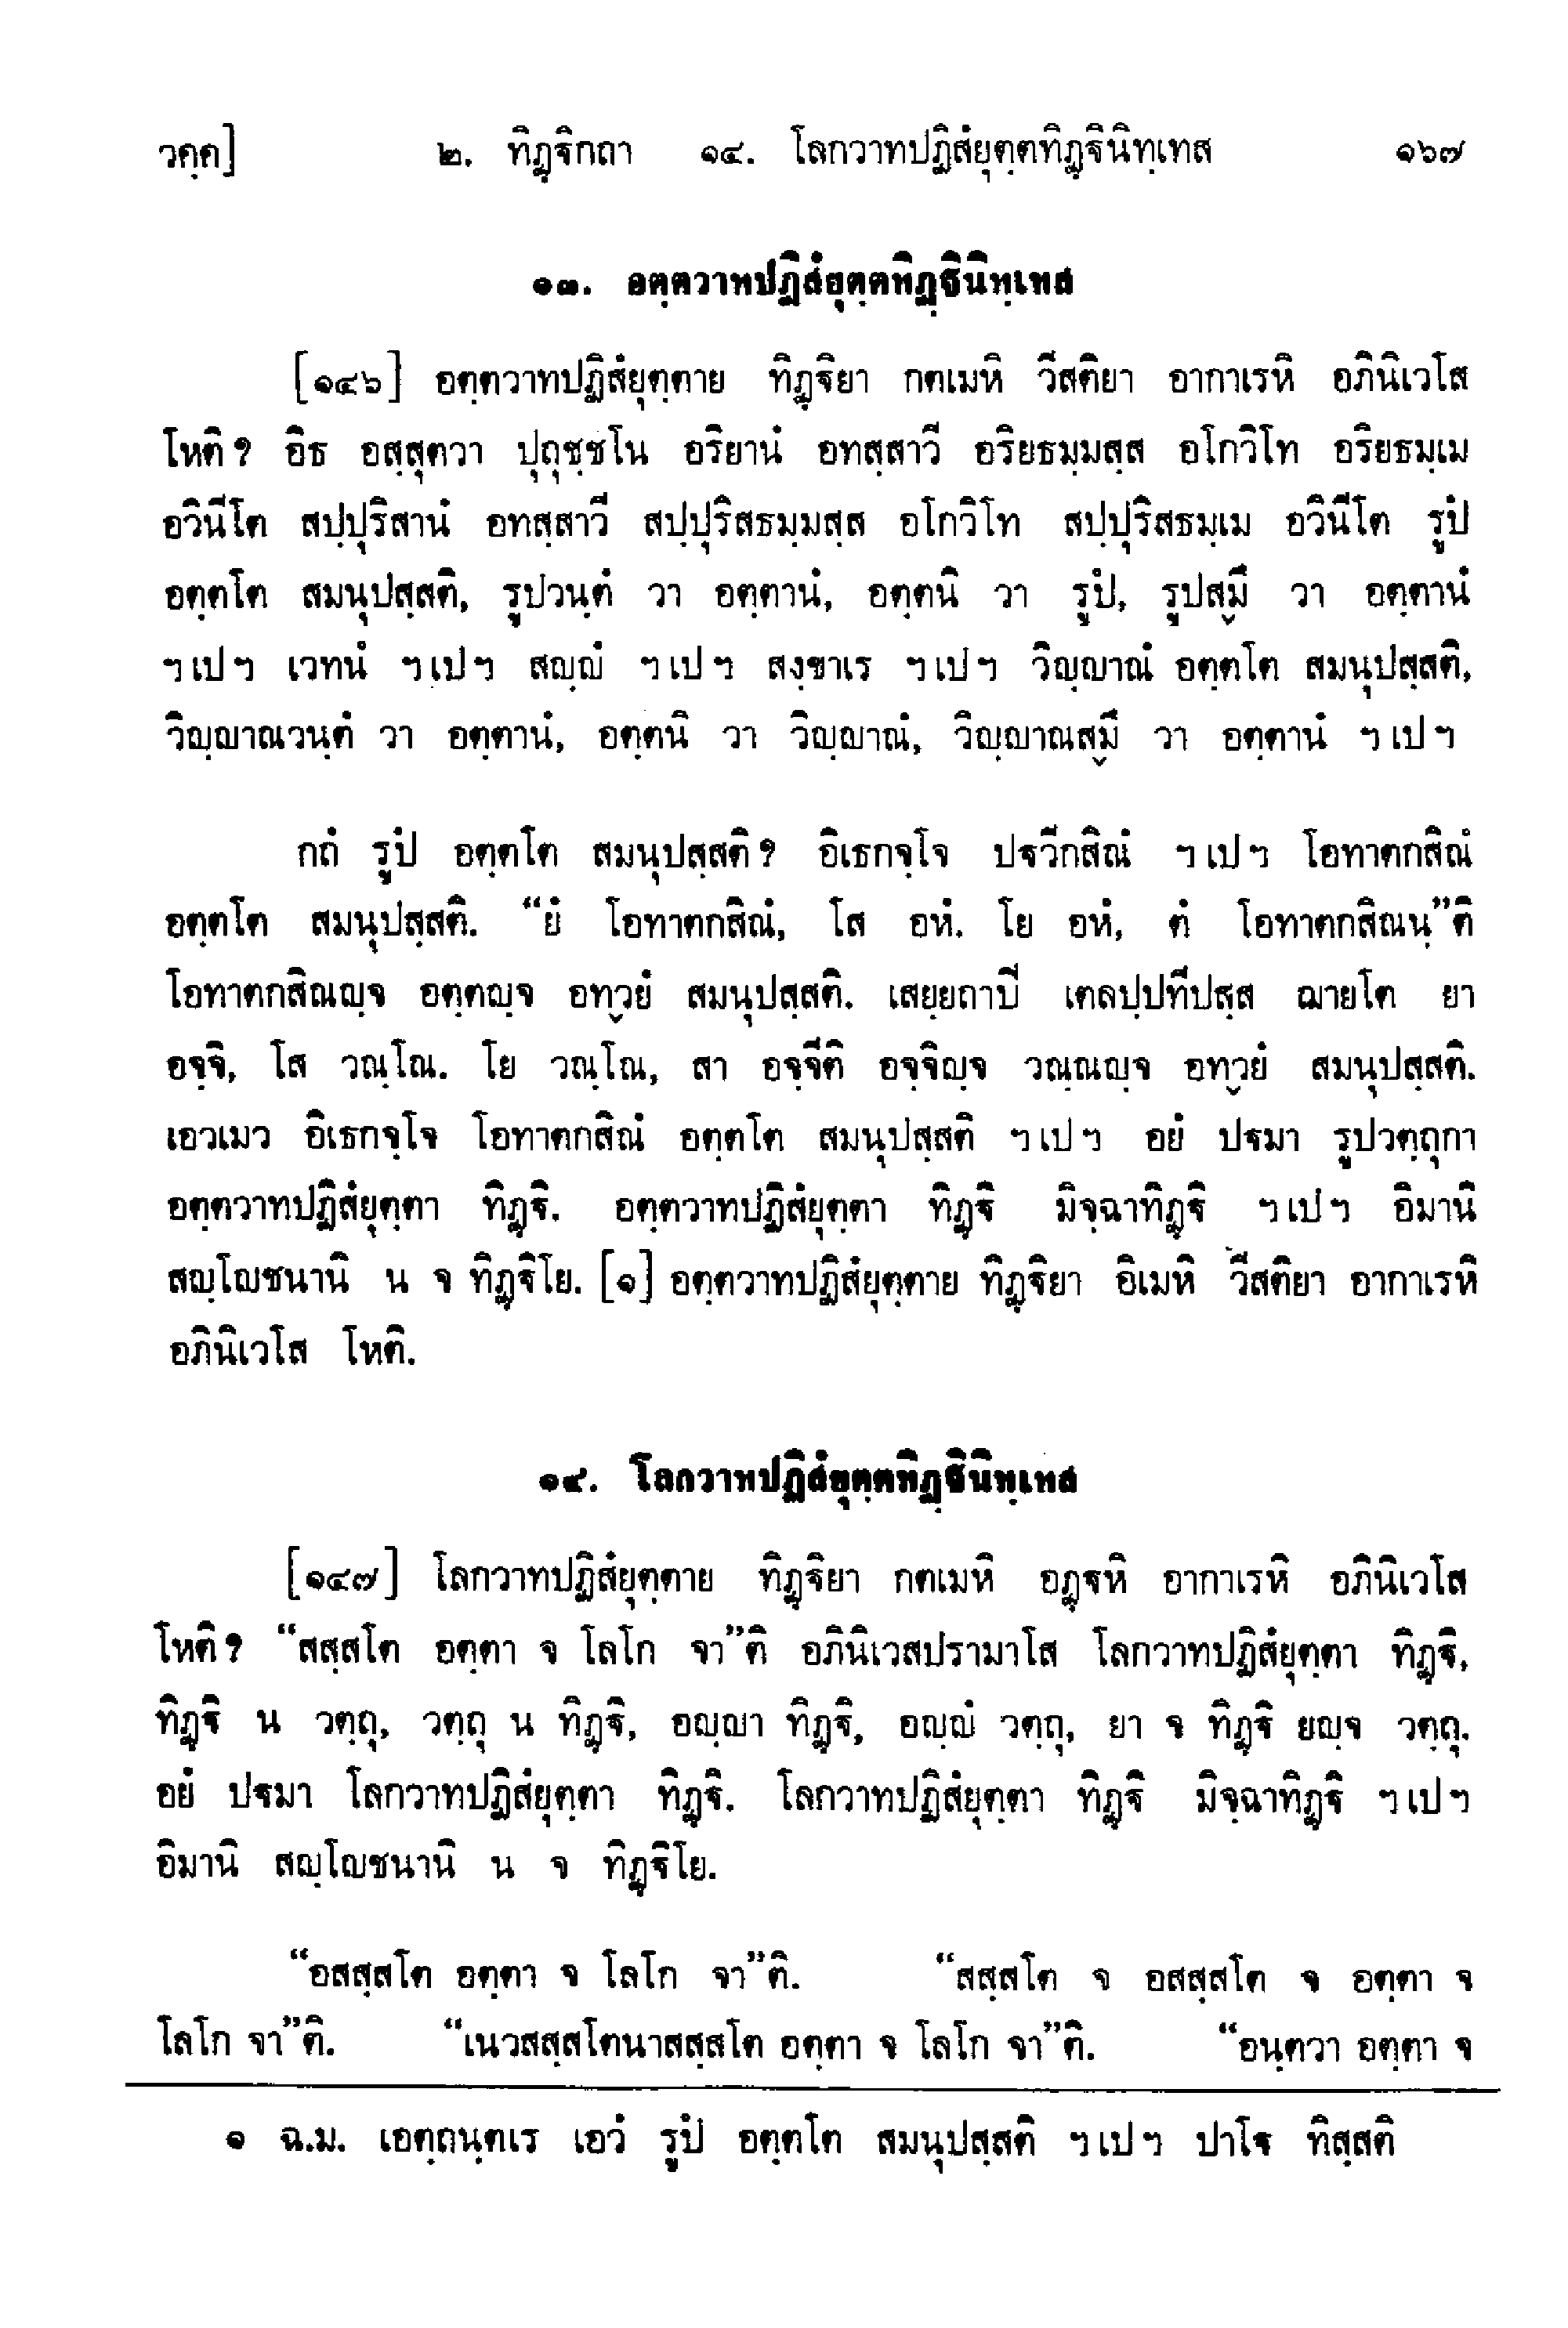 วคฺค]	๒. ทิฏฺฐิกถา ๑๔. โลกวาทปฏิสํยุตฺตทิฏฺฐินิทฺเทส	๑๖๗
๑๓. อตฺตวาทปฏิสํยุตฺตทิฏฺฐินิทฺเทส
[๑๔๖] อตฺตวาทปฏิสํยุตฺตาย ทิฏฺฐิยา กตเมหิ วีสติยา อากาเรหิ อภินิเวโส
โหติ? อิธ อสฺสุตวา ปุถุชฺชโน อริยานํ อทสฺสาวี อริยธมฺมสฺส อโกวิโท อริยธมฺเม
อวินีโต สปฺปุริสานํ อทสฺสาวี สปฺปุริสธมฺมสฺส อโกวิโท สปฺปุริสธมฺเม อวินีโต รูปํ
อตฺตโต สมนุปสฺสติ, รูปวนฺตํ วา อตฺตานํ, อตฺตนิ วา รูปํ, รูปสฺมึ วา อตฺตานํ
ฯเปฯ เวทนํ ฯเปฯ สญฺญํ ฯเปฯ สงฺขาเร ฯเปฯ วิญฺญาณํ อตฺตโต สมนุปสฺสติ,
วิญฺญาณวนฺตํ วา อตฺตานํ, อตฺตนิ วา วิญฺญาณํ, วิญฺญาณสฺมึ วา อตฺตานํ ฯเปฯ
กถํ รูปํ อตฺตโต สมนุปสฺสติ? อิเธกจฺโจ ปฐวีกสิณํ ฯเปฯ โอทาตกสิณํ
อตฺตโต สมนุปสฺสติ. “ยํ โอทาตกสิณํ, โส อหํ. โย อหํ, ตํ โอทาตกสิณนฺ”ติ
โอทาตกสิณญฺจ อตฺตญฺจ อทฺวยํ สมนุปสฺสติ. เสยฺยถาปิ เตลปฺปทีปสฺส ฌายโต ยา
อจฺจิ, โส วณฺโณ. โย วณฺโณ, สา อจฺจีติ อจฺจิญฺจ วณฺณญฺจ อทฺวยํ สมนุปสฺสติ.
เอวเมว อิเธกจฺโจ โอทาตกสิณํ อตฺตโต สมนุปสฺสติ ฯเปฯ อยํ ปฐมา รูปวตฺถุกา
อตฺตวาทปฏิสํยุตฺตา ทิฏฺฐิ. อตฺตวาทปฏิสํยุตฺตา ทิฏฺฐิ มิจฺฉาทิฏฺฐิ ฯเปฯ อิมานิ
สญฺโญชนานิ น จ ทิฏฺฐิโย. [๑] อตฺตวาทปฏิสํยุตฺตาย ทิฏฺฐิยา อิเมหิ วีสติยา อากาเรหิ
อภินิเวโส โหติ.
๑๔. โลกวาทปฏิสํยุตฺตทิฏฺฐินิทฺเทส
[๑๔๗] โลกวาทปฏิสํยุตฺตาย ทิฏฺฐิยา กตเมหิ อฏฺฐหิ อากาเรหิ อภินิเวโส
โหติ? “สสฺสโต อตฺตา จ โลโก จา”ติ อภินิเวสปรามาโส โลกวาทปฏิสํยุตฺตา ทิฏฺฐิ,
ทิฏฺฐิ น วตฺถุ, วตฺถุ น ทิฏฺฐิ, อญฺญา ทิฏฺฐิ, อญฺญํ วตฺถุ, ยา จ ทิฏฺฐิ ยญฺจ วตฺถุ.
อยํ ปฐมา โลกวาทปฏิสํยุตฺตา ทิฏฺฐิ. โลกวาทปฏิสํยุตฺตา ทิฏฺฐิ มิจฺฉาทิฏฺฐิ ฯเปฯ
อิมานิ สญฺโญชนานิ น จ ทิฏฺฐิโย.
“อสสฺสโต อตฺตา จ โลโก จา”ติ. “สสฺสโต จ อสสฺสโต จ อตฺตา จ
โลโก จา”ติ. “เนวสสฺสโตนาสสฺสโต อตฺตา จ โลโก จา”ติ. “อนฺตวา อตฺตา จ
๑ ฉ.ม. เอตฺถนฺตเร เอวํ รูปํ อตฺตโต สมนุปสฺสติ ฯเปฯ ปาโฐ ทิสฺสติ